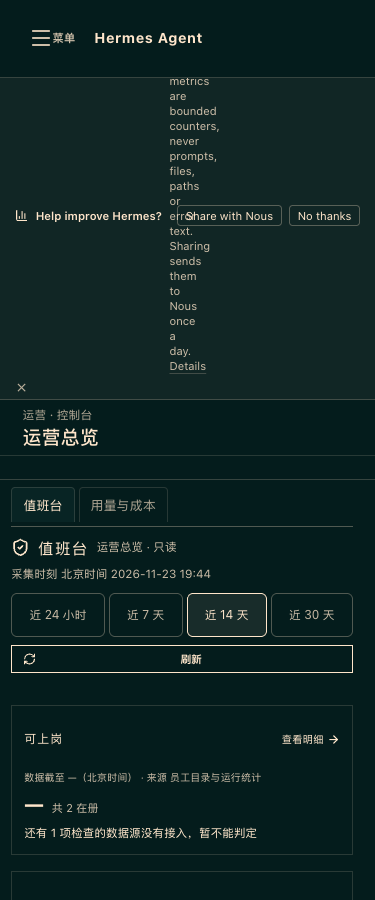 菜单 Hermes Agent
metrics
are
bounded
counters,
never
prompts,
files,
paths
or
Help improve Hermes? Share with Nous No thanks
text.
Sharing
sends
them
to
Nous
once
a
day.
Details
运营 · 控制台
运营总览
值班台 用量与成本
值班台 运营总览 · 只读
采集时刻 北京时间 2026-11-23 19:44
近 24 小时 近 7 天 近 14 天 近 30 天
刷新
可上岗 查看明细 →
数据截至 —（北京时间） · 来源 员工目录与运行统计
— 共 2 在册
还有 1 项检查的数据源没有接入，暂不能判定